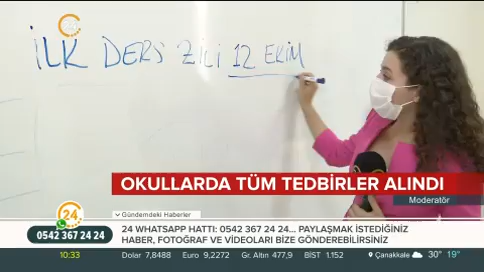 İLK DERS ZİLİ 12 EKİM
OKULLARDA TÜM TEDBİRLER ALINDI
Moderatör
Gündemdeki Haberler
24
0542 367 24 24
24 WHATSAPP HATTI: 0542 367 24 24... PAYLAŞMAK İSTEDİĞİNİZ
HABER, FOTOĞRAF VE VİDEOLARI BİZE GÖNDEREBİLİRSİNİZ
10:33 Dolar 7,8488 Euro 9,2272 Gr. Altın 477,9 BIST 1.154 Çanakkale 30° 19°